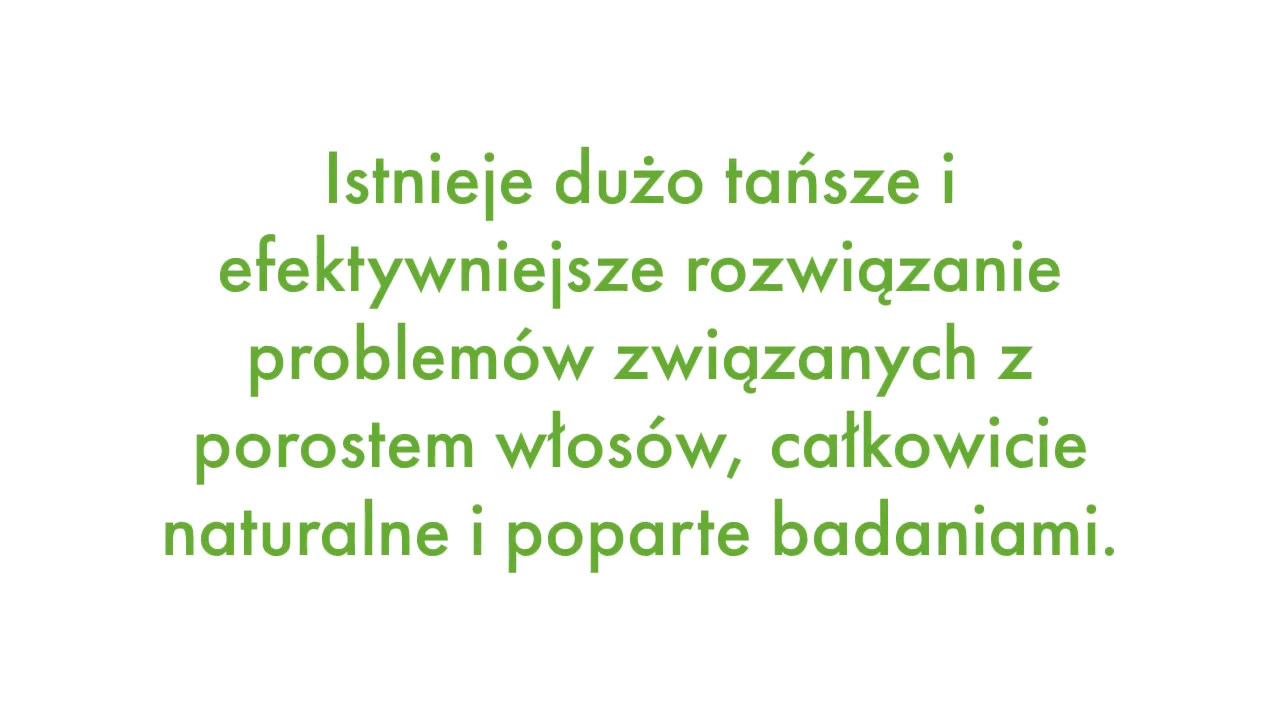 Istnieje dużo tańsze i
efektywniejsze rozwiązanie
problemów związanych z
porostem włosów, całkowicie
naturalne i poparte badaniami.